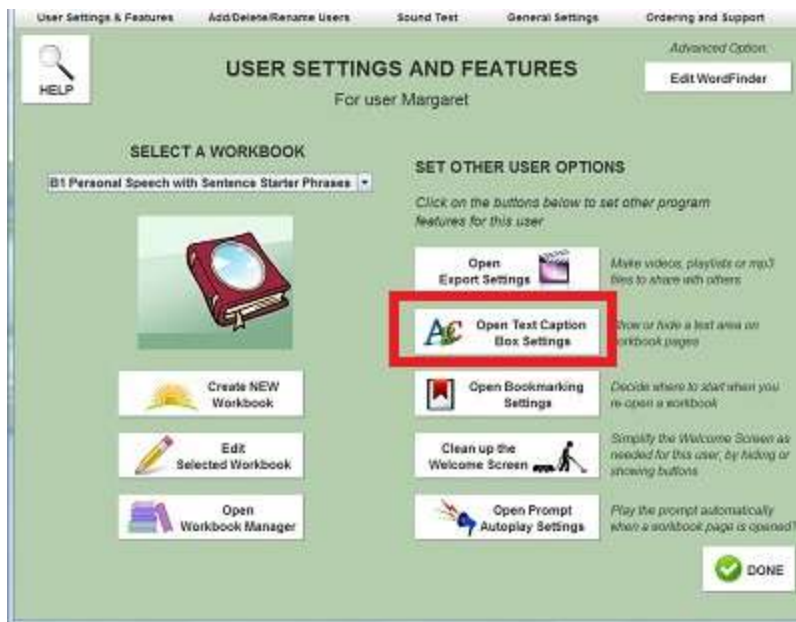 User Settings & Features Add/Delete/Rename Users Sound Test General Settings Ordering and Support
HELP
USER SETTINGS AND FEATURES
For user Margaret
Advanced Option
Edit WordFinder
SELECT A WORKBOOK
B1 Personal Speech with Sentence Starter Phrases
Create NEW
Workbook
Edit
Selected Workbook
Open
Workbook Manager
SET OTHER USER OPTIONS
Click on the buttons below to set other program
features for this user
Open
Export Settings
Make videos, playlists or mp3
files to share with others
Open Text Caption
Box Settings
Show or hide a text area on
workbook pages
Open Bookmarking
Settings
Decide where to start when you
re-open a workbook
Clean up the
Welcome Screen
Simplify the Welcome Screen as
needed for this user, by hiding or
showing buttons
Open Prompt
Autoplay Settings
Play the prompt automatically
when a workbook page is opened?
DONE